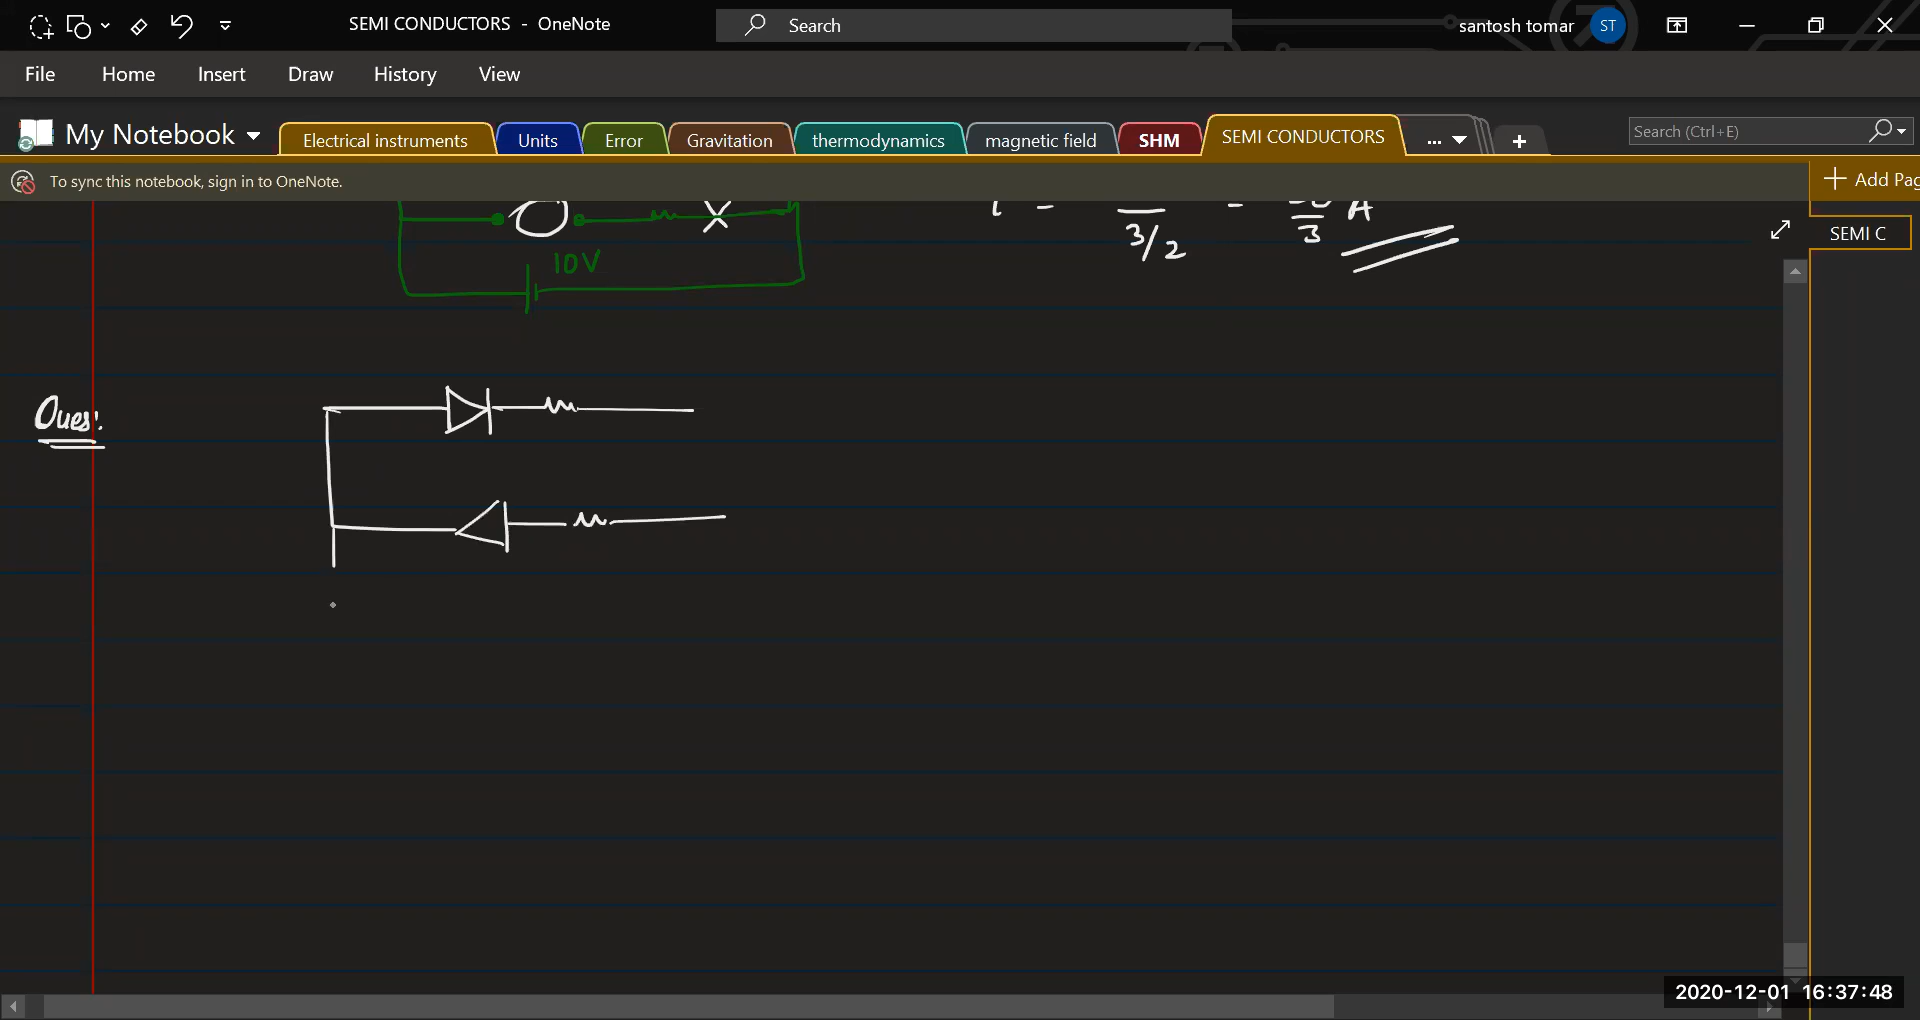 SEMI CONDUCTORS - OneNote
Search
santosh tomar ST
File Home Insert Draw History View
My Notebook
Electrical instruments Units Error Gravitation thermodynamics magnetic field SHM SEMI CONDUCTORS ... +
Search (Ctrl+E)
To sync this notebook, sign in to OneNote.
+ Add Pag
SEMI C
X
3/2 = 3 A
10V
Ques:
2020-12-01 16:37:48